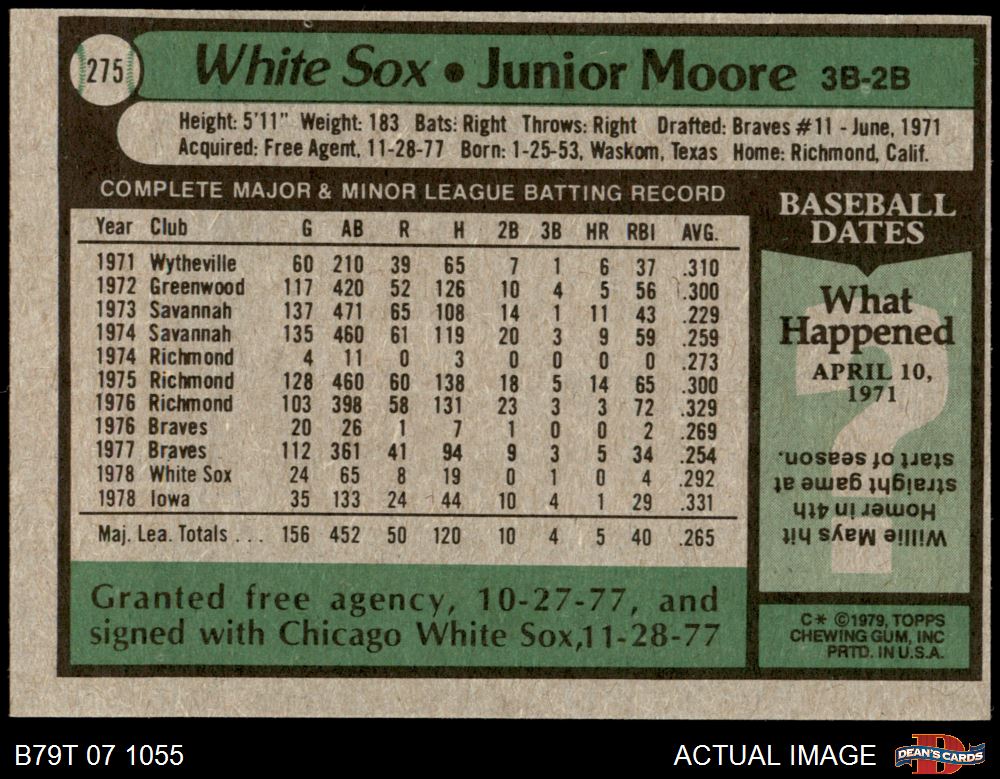 275 White Sox • Junior Moore 3B-2B
Height: 5'11" Weight: 183 Bats: Right Throws: Right Drafted: Braves #11 - June, 1971
Acquired: Free Agent, 11-28-77 Born: 1-25-53, Waskom, Texas Home: Richmond, Calif.
COMPLETE MAJOR & MINOR LEAGUE BATTING RECORD
Year Club G AB R H 2B 3B HR RBI AVG.
1971 Wytheville 60 210 39 65 7 1 6 37 .310
1972 Greenwood 117 420 52 126 10 4 5 56 .300
1973 Savannah 137 471 65 108 14 1 11 43 .229
1974 Savannah 135 460 61 119 20 3 9 59 .259
1974 Richmond 4 11 0 3 0 0 0 0 .273
1975 Richmond 128 460 60 138 18 5 14 65 .300
1976 Richmond 103 398 58 131 23 3 3 72 .329
1976 Braves 20 26 1 7 1 0 0 2 .269
1977 Braves 112 361 41 94 9 3 5 34 .254
1978 White Sox 24 65 8 19 0 1 0 4 .292
1978 Iowa 35 133 24 44 10 4 1 29 .331
Maj. Lea. Totals . . . 156 452 50 120 10 4 5 40 .265
Granted free agency, 10-27-77, and
signed with Chicago White Sox,11-28-77
BASEBALL
DATES
What
Happened
APRIL 10,
1971
Willie Mays hit
Homer in 4th
straight game at
start of season.
C* ©1979, TOPPS
CHEWING GUM, INC
PRTD. IN U.S.A.
B79T 07 1055
ACTUAL IMAGE
DEAN'S CARDS